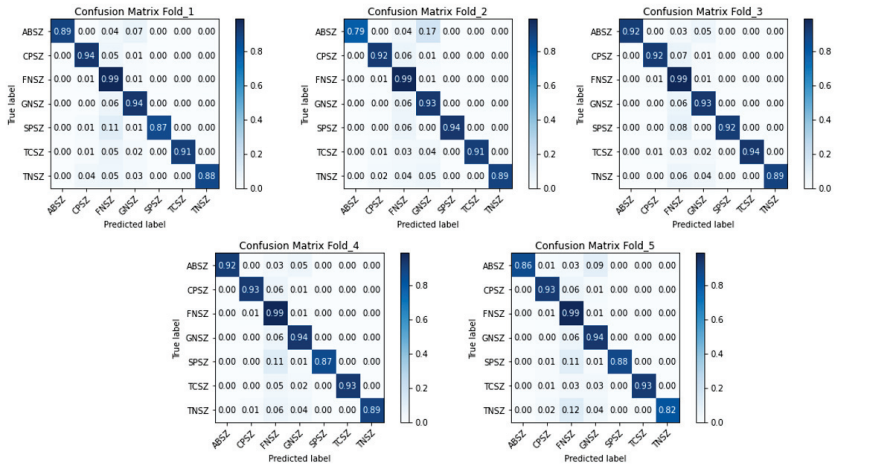 Confusion Matrix Fold_1
ABSZ 0.89 0.00 0.04 0.07 0.00 0.00 0.00
CPSZ 0.00 0.94 0.05 0.01 0.00 0.00 0.00
FNSZ 0.00 0.01 0.99 0.01 0.00 0.00 0.00
GNSZ 0.00 0.00 0.06 0.94 0.00 0.00 0.00
SPSZ 0.00 0.01 0.11 0.01 0.87 0.00 0.00
TCSZ 0.00 0.01 0.05 0.02 0.00 0.91 0.00
TNSZ 0.00 0.04 0.05 0.03 0.00 0.00 0.88
True label
ABSZ CPSZ FNSZ GNSZ SPSZ TCSZ TNSZ
Predicted label
0.8
0.6
0.4
0.2
0.0
Confusion Matrix Fold_2
ABSZ 0.79 0.00 0.04 0.17 0.00 0.00 0.00
CPSZ 0.00 0.92 0.06 0.01 0.00 0.00 0.00
FNSZ 0.00 0.01 0.99 0.01 0.00 0.00 0.00
GNSZ 0.00 0.00 0.06 0.93 0.00 0.00 0.00
SPSZ 0.00 0.00 0.06 0.00 0.94 0.00 0.00
TCSZ 0.00 0.01 0.03 0.04 0.00 0.91 0.00
TNSZ 0.00 0.02 0.04 0.05 0.00 0.00 0.89
True label
ABSZ CPSZ FNSZ GNSZ SPSZ TCSZ TNSZ
Predicted label
0.8
0.6
0.4
0.2
0.0
Confusion Matrix Fold_3
ABSZ 0.92 0.00 0.03 0.05 0.00 0.00 0.00
CPSZ 0.00 0.92 0.07 0.01 0.00 0.00 0.00
FNSZ 0.00 0.01 0.99 0.01 0.00 0.00 0.00
GNSZ 0.00 0.00 0.06 0.93 0.00 0.00 0.00
SPSZ 0.00 0.00 0.08 0.00 0.92 0.00 0.00
TCSZ 0.00 0.01 0.03 0.02 0.00 0.94 0.00
TNSZ 0.00 0.01 0.06 0.04 0.00 0.00 0.89
True label
ABSZ CPSZ FNSZ GNSZ SPSZ TCSZ TNSZ
Predicted label
0.8
0.6
0.4
0.2
0.0
Confusion Matrix Fold_4
ABSZ 0.92 0.00 0.03 0.05 0.00 0.00 0.00
CPSZ 0.00 0.93 0.06 0.01 0.00 0.00 0.00
FNSZ 0.00 0.01 0.99 0.01 0.00 0.00 0.00
GNSZ 0.00 0.00 0.06 0.94 0.00 0.00 0.00
SPSZ 0.00 0.00 0.11 0.01 0.87 0.00 0.00
TCSZ 0.00 0.00 0.05 0.02 0.00 0.93 0.00
TNSZ 0.00 0.01 0.06 0.04 0.00 0.00 0.89
True label
ABSZ CPSZ FNSZ GNSZ SPSZ TCSZ TNSZ
Predicted label
0.8
0.6
0.4
0.2
0.0
Confusion Matrix Fold_5
ABSZ 0.86 0.01 0.03 0.09 0.00 0.00 0.00
CPSZ 0.00 0.93 0.06 0.01 0.00 0.00 0.00
FNSZ 0.00 0.01 0.99 0.01 0.00 0.00 0.00
GNSZ 0.00 0.00 0.06 0.94 0.00 0.00 0.00
SPSZ 0.00 0.00 0.11 0.01 0.88 0.00 0.00
TCSZ 0.00 0.01 0.03 0.03 0.00 0.93 0.00
TNSZ 0.00 0.02 0.12 0.04 0.00 0.00 0.82
True label
ABSZ CPSZ FNSZ GNSZ SPSZ TCSZ TNSZ
Predicted label
0.8
0.6
0.4
0.2
0.0